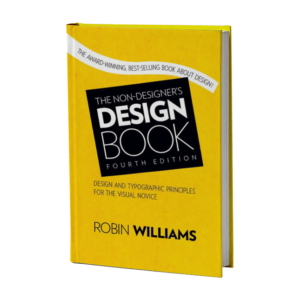 THE AWARD-WINNING, BEST-SELLING BOOK ABOUT DESIGN!
THE NON-DESIGNER'S
DESIGN
BOOK
FOURTH EDITION
DESIGN AND TYPOGRAPHIC PRINCIPLES
FOR THE VISUAL NOVICE
ROBIN WILLIAMS